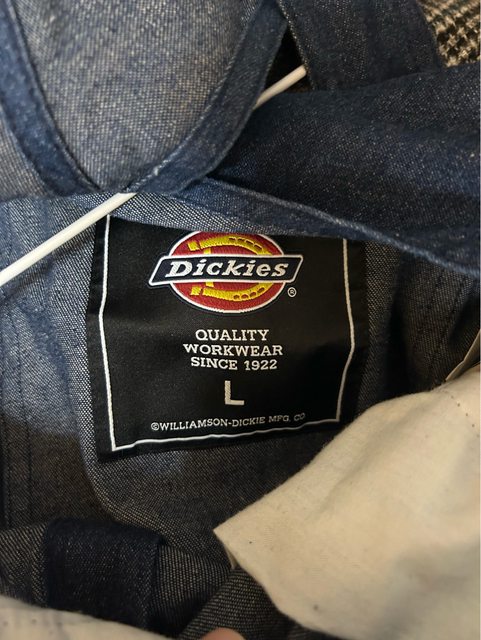 Dickies
®
QUALITY
WORKWEAR
SINCE 1922
L
©WILLIAMSON-DICKIE MFG. CO